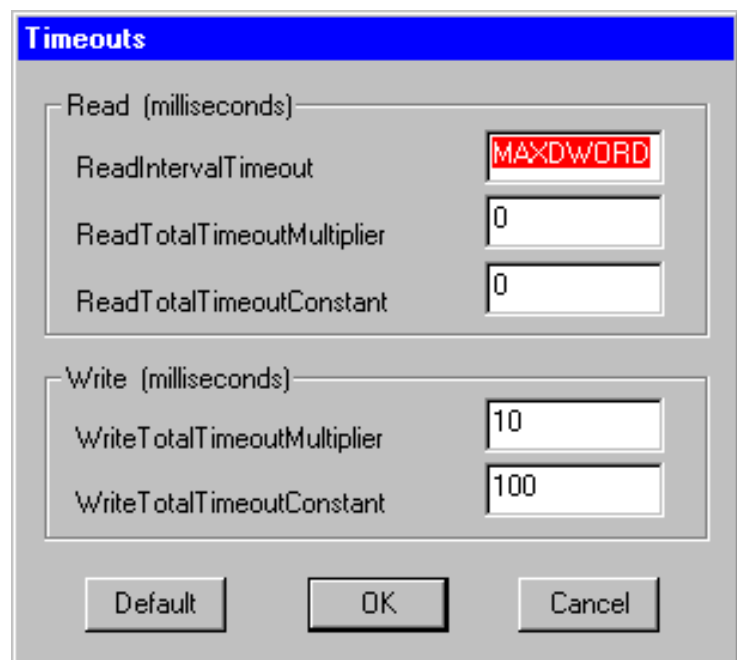 Timeouts
Read (milliseconds)
ReadIntervalTimeout MAXDWORD
ReadTotalTimeoutMultiplier 0
ReadTotalTimeoutConstant 0
Write (milliseconds)
WriteTotalTimeoutMultiplier 10
WriteTotalTimeoutConstant 100
Default OK Cancel